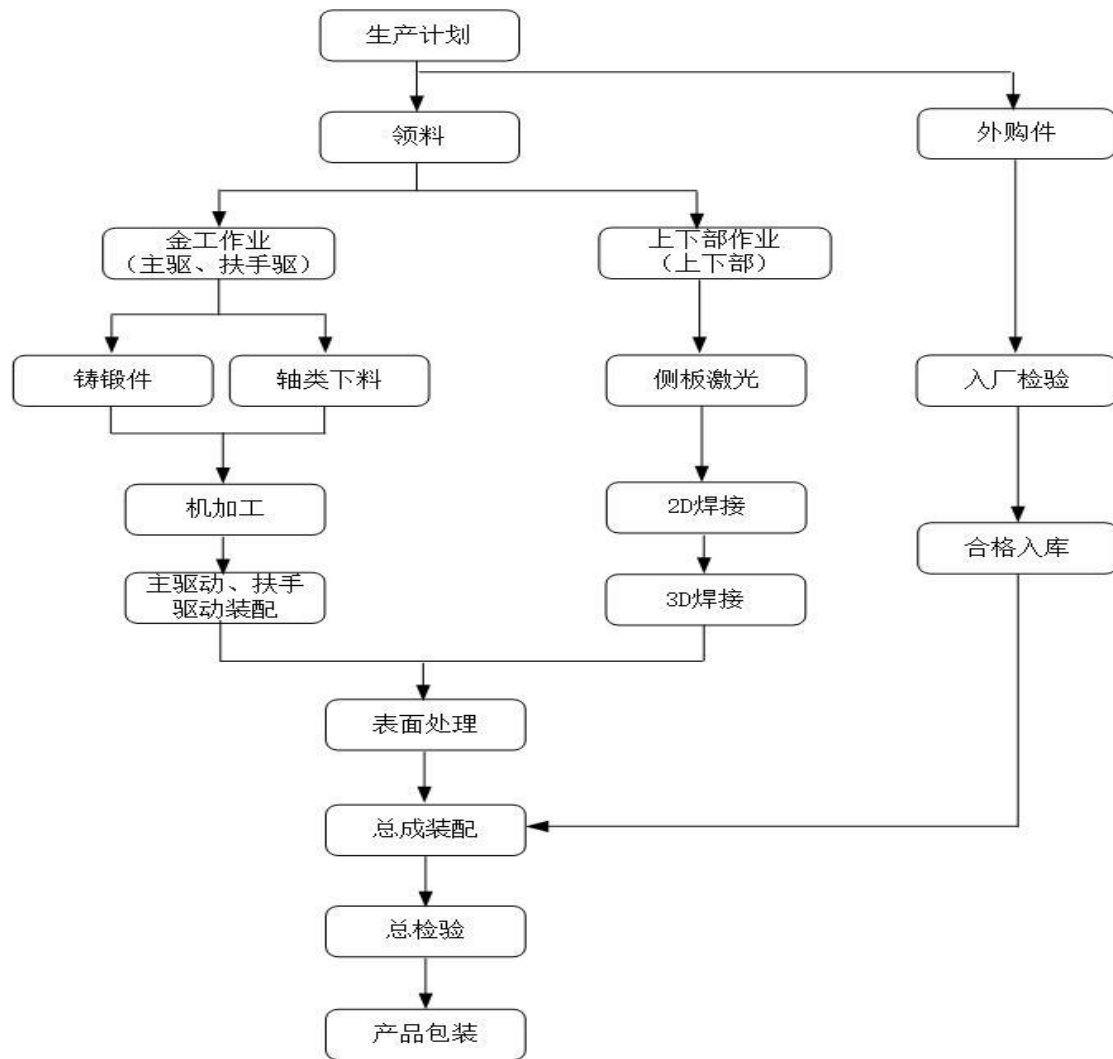 生产计划
领料
外购件
金工作业
（主驱、扶手驱）
上下部作业
（上下部）
铸锻件
轴类下料
侧板激光
入厂检验
机加工
2D焊接
合格入库
主驱动、扶手
驱动装配
3D焊接
表面处理
总成装配
总检验
产品包装